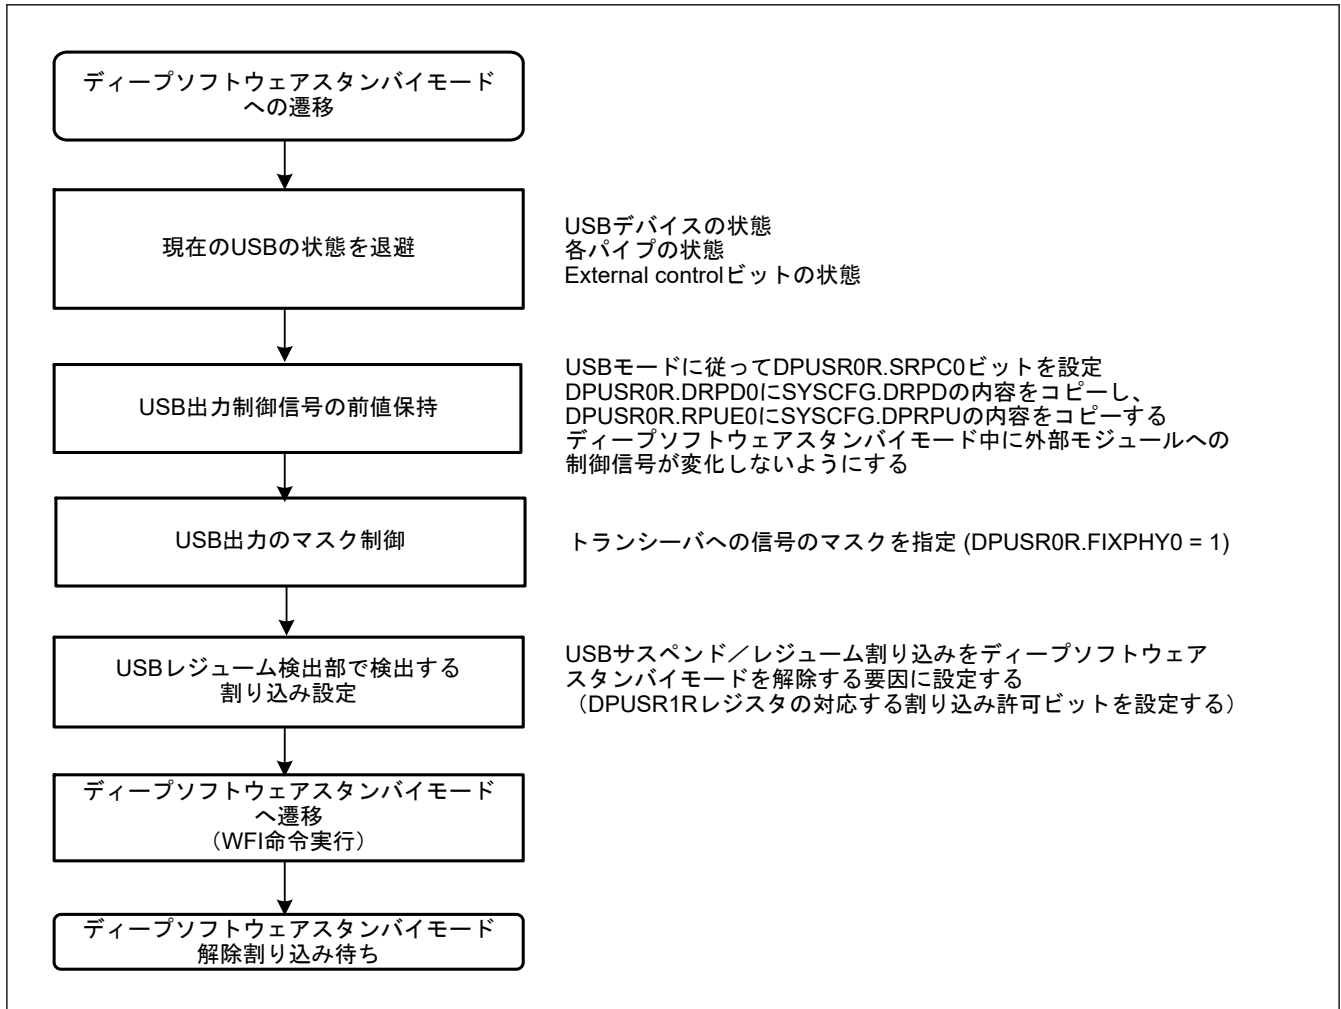 ディープソフトウェアスタンバイモード
への遷移
現在のUSBの状態を退避
USBデバイスの状態
各パイプの状態
External controlビットの状態
USB出力制御信号の前値保持
USBモードに従ってDPUSR0R.SRPC0ビットを設定
DPUSR0R.DRPD0にSYSCFG.DRPDの内容をコピーし、
DPUSR0R.RPUE0にSYSCFG.DPRPUの内容をコピーする
ディープソフトウェアスタンバイモード中に外部モジュールへの
制御信号が変化しないようにする
USB出力のマスク制御
トランシーバへの信号のマスクを指定 (DPUSR0R.FIXPHY0 = 1)
USBレジューム検出部で検出する
割り込み設定
USBサスペンド／レジューム割り込みをディープソフトウェア
スタンバイモードを解除する要因に設定する
（DPUSR1Rレジスタの対応する割り込み許可ビットを設定する）
ディープソフトウェアスタンバイモード
へ遷移
（WFI命令実行）
ディープソフトウェアスタンバイモード
解除割り込み待ち